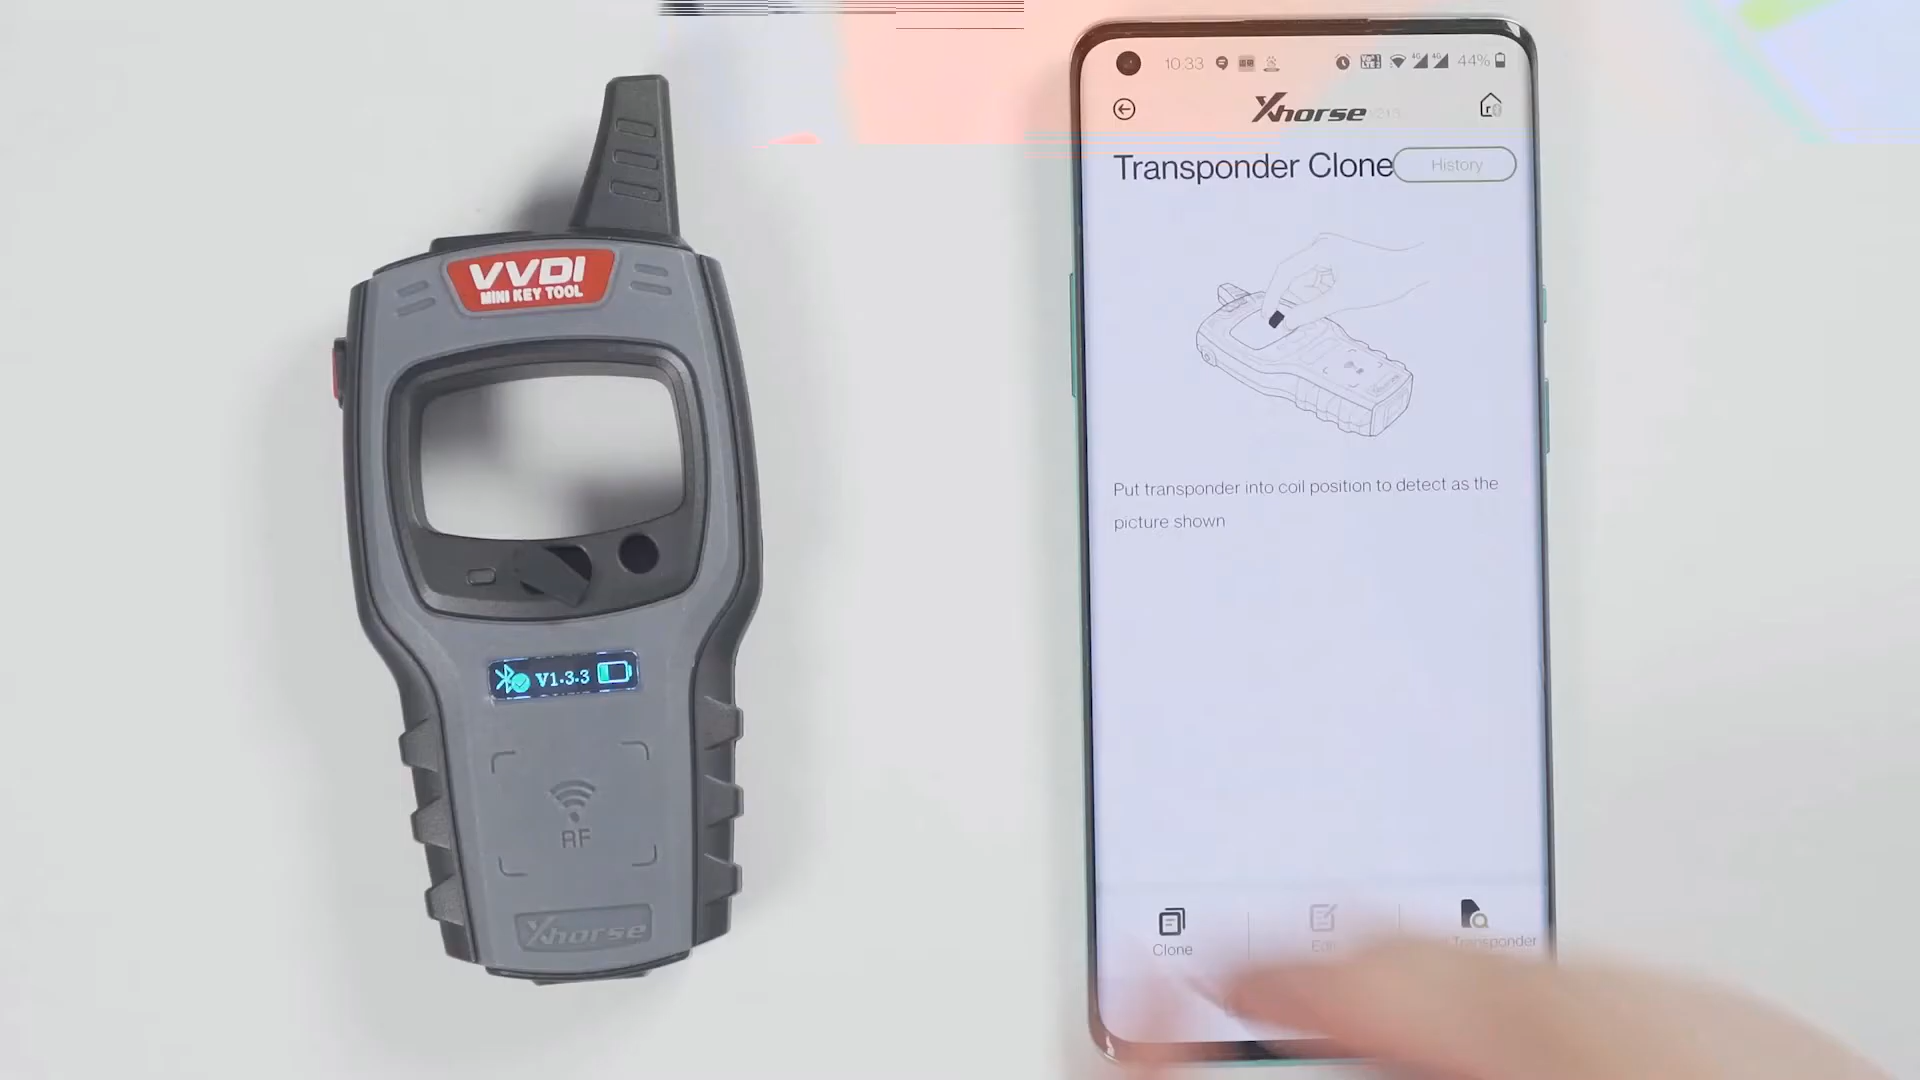 VVDI
MINI KEY TOOL
V1.3.3
RF
Xhorse
10:33
44%
Xhorse
Transponder Clone
History
Put transponder into coil position to detect as the
picture shown
Clone
Transponder